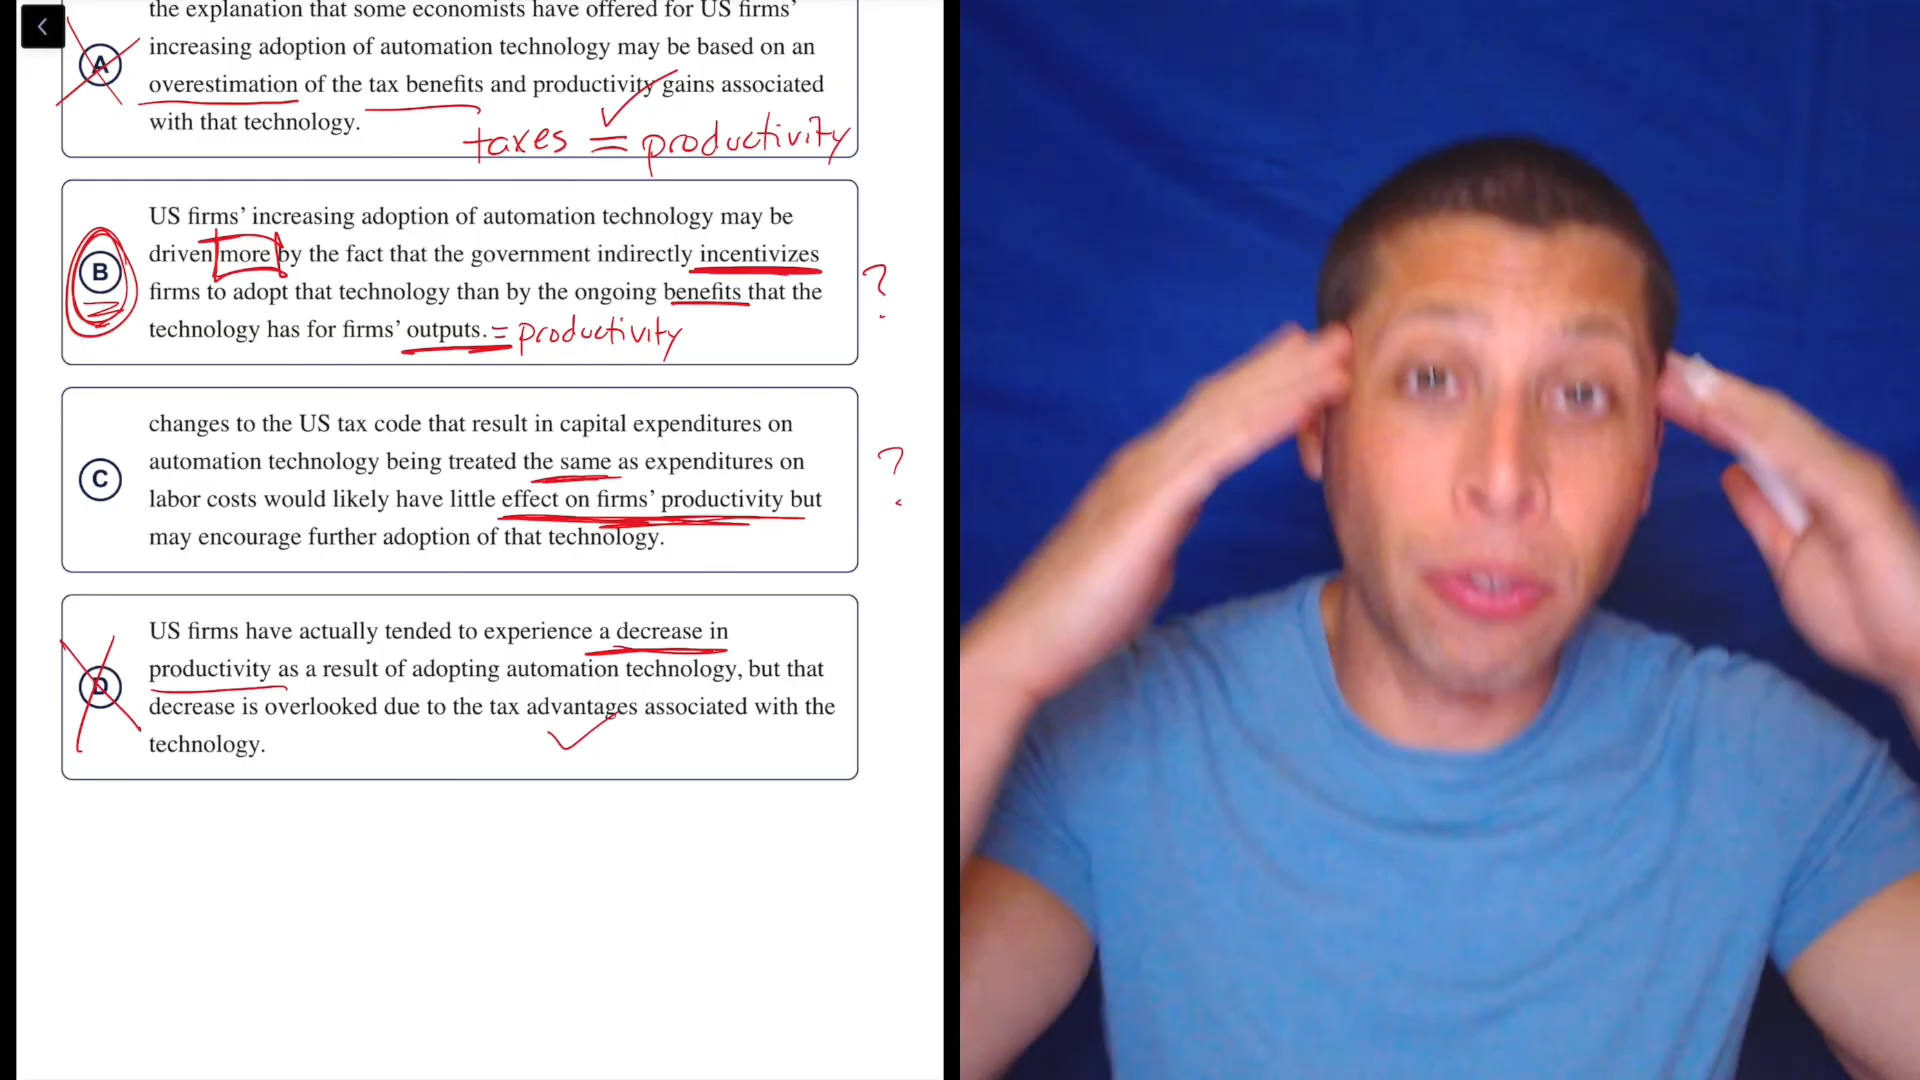 the explanation that some economists have offered for US firms'
increasing adoption of automation technology may be based on an
A
overestimation of the tax benefits and productivity gains associated
with that technology.
taxes = productivity
US firms' increasing adoption of automation technology may be
driven more by the fact that the government indirectly incentivizes
B
firms to adopt that technology than by the ongoing benefits that the
?
technology has for firms' outputs. = productivity
changes to the US tax code that result in capital expenditures on
automation technology being treated the same as expenditures on
?
C
labor costs would likely have little effect on firms' productivity but
may encourage further adoption of that technology.
US firms have actually tended to experience a decrease in
productivity as a result of adopting automation technology, but that
D
decrease is overlooked due to the tax advantages associated with the
technology.